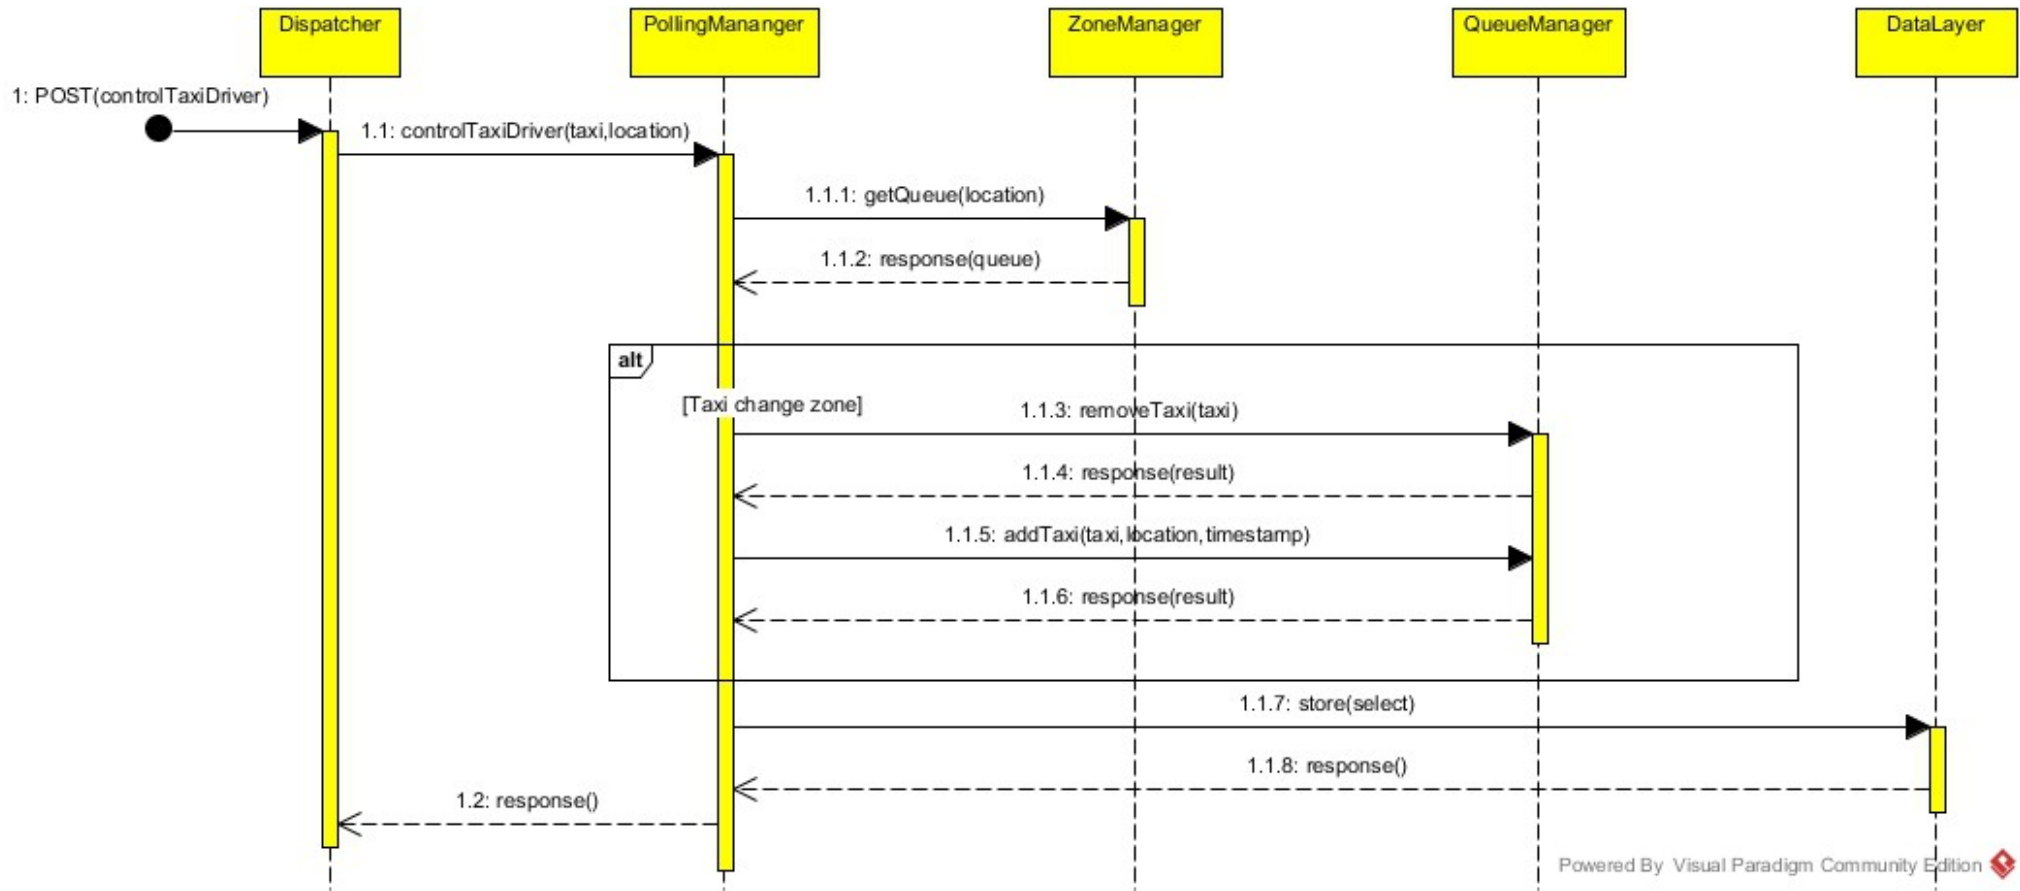 Dispatcher
PollingMananger
ZoneManager
QueueManager
DataLayer
1: POST(controlTaxiDriver)
1.1: controlTaxiDriver(taxi,location)
1.1.1: getQueue(location)
1.1.2: response(queue)
alt
[Taxi change zone]
1.1.3: removeTaxi(taxi)
1.1.4: response(result)
1.1.5: addTaxi(taxi,location,timestamp)
1.1.6: response(result)
1.1.7: store(select)
1.1.8: response()
1.2: response()
Powered By Visual Paradigm Community Edition